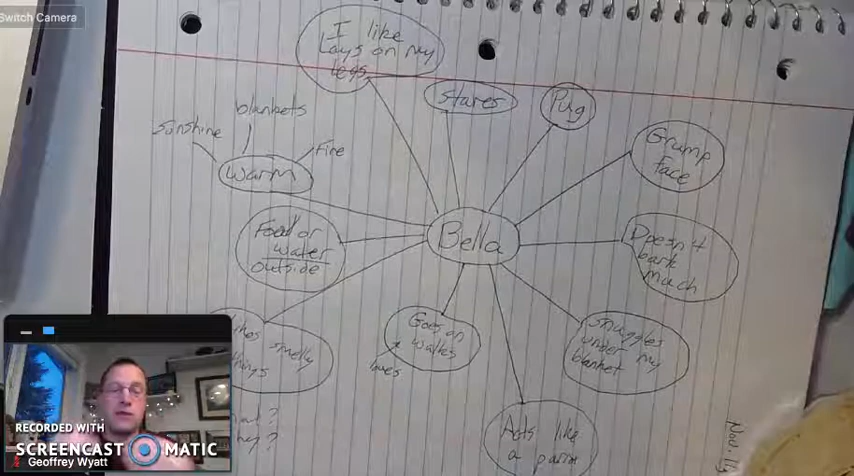 Switch Camera
I like
Lays on my
legs
stares
Pug
Grump
Face
blankets
sunshine
Fire
warm
Food or
water
outside
Bella
Doesn't
bark
much
Goes on
walks
loves
snuggles
under my
blanket
smelly
things
Acts like
a
?
?
Nov.
RECORDED WITH
SCREENCAST MATIC
Geoffrey Wyatt